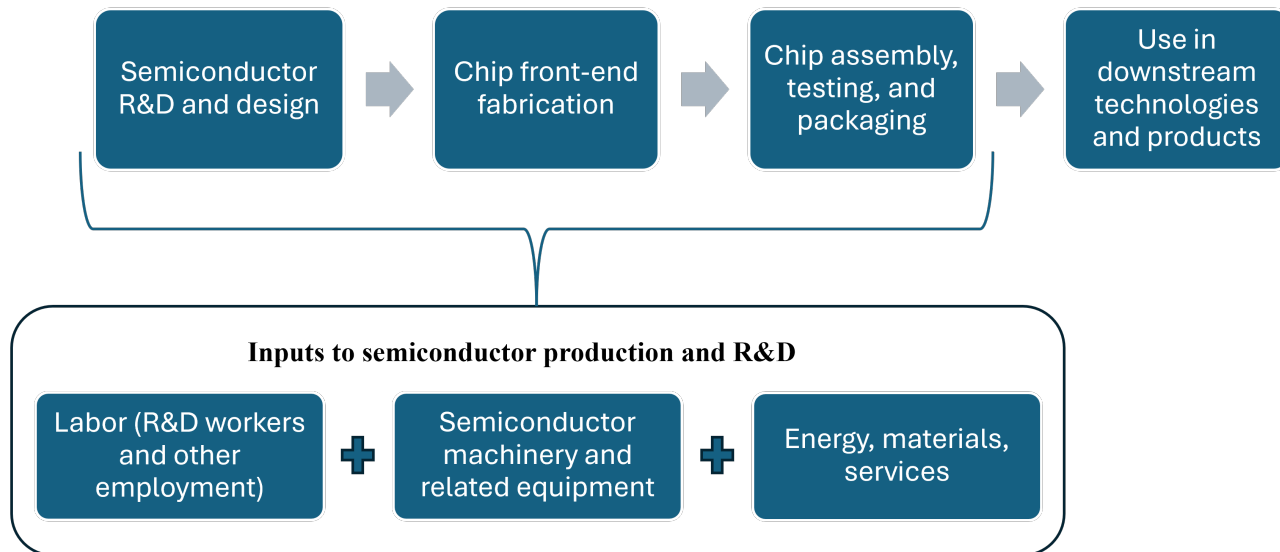 Semiconductor
R&D and design
Chip front-end
fabrication
Chip assembly,
testing, and
packaging
Use in
downstream
technologies
and products
Inputs to semiconductor production and R&D
Labor (R&D workers
and other
employment)
Semiconductor
machinery and
related equipment
Energy, materials,
services